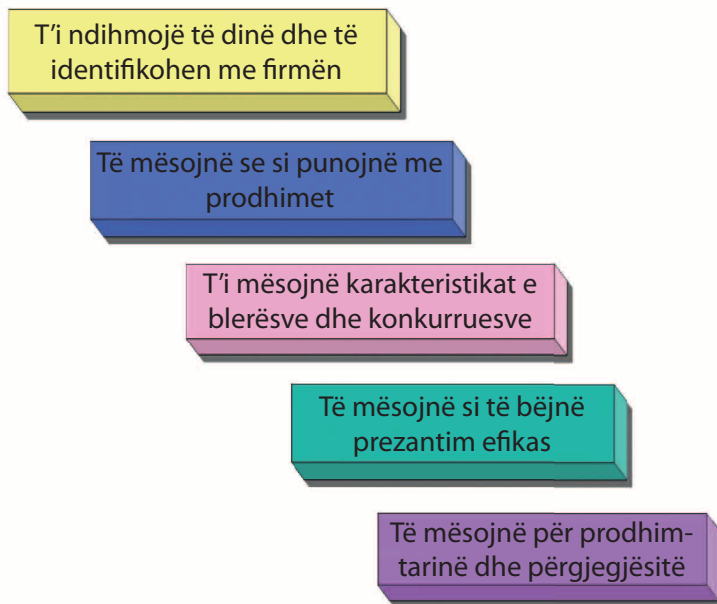 T’i ndihmojë të dinë dhe të
identifikohen me firmën
Të mësojnë se si punojnë me
prodhimet
T’i mësojnë karakteristikat e
blerësve dhe konkurruesve
Të mësojnë si të bëjnë
prezantim efikas
Të mësojnë për prodhim-
tarinë dhe përgjegjësitë